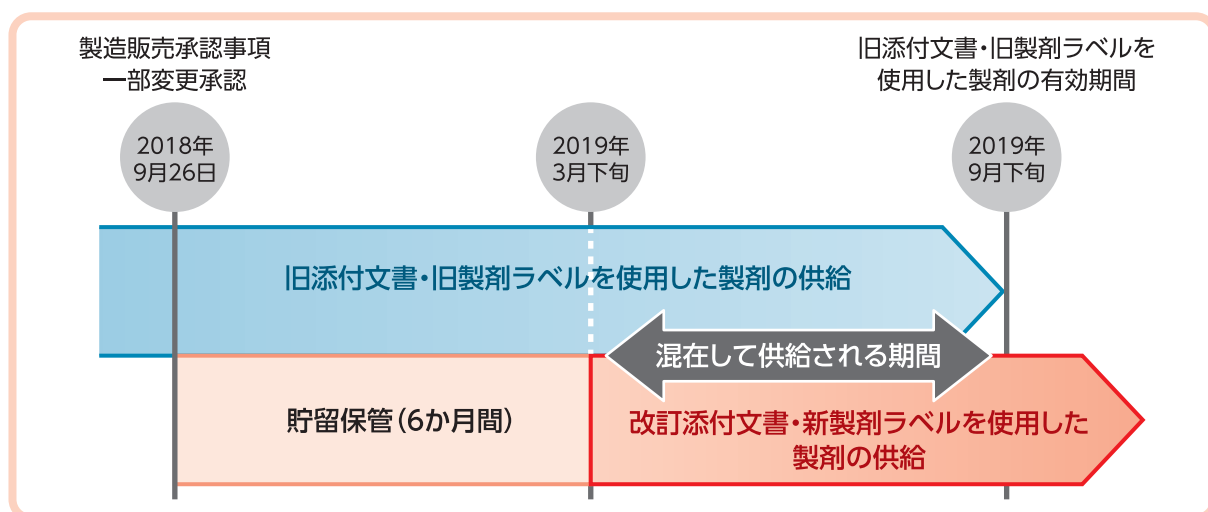 製造販売承認事項
一部変更承認
旧添付文書・旧製剤ラベルを
使用した製剤の有効期間
2018年
9月26日
2019年
3月下旬
2019年
9月下旬
旧添付文書・旧製剤ラベルを使用した製剤の供給
混在して供給される期間
貯留保管(6か月間)
改訂添付文書・新製剤ラベルを使用した
製剤の供給